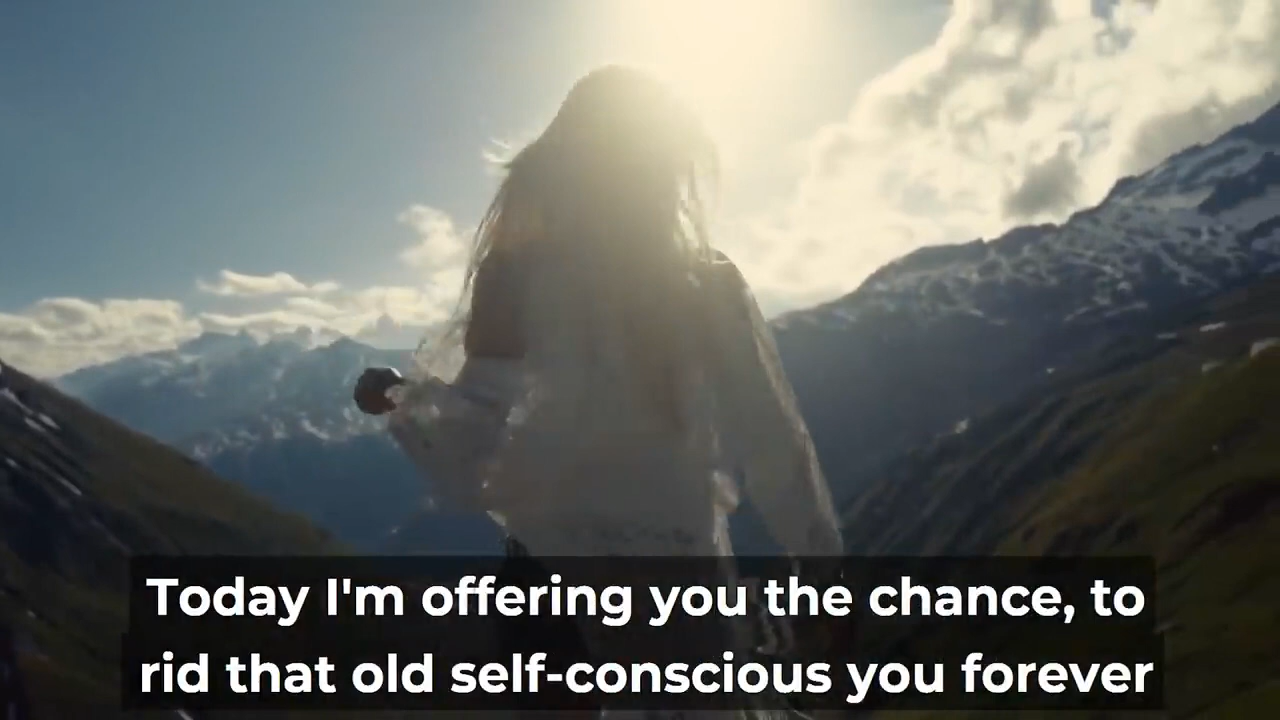 Today I'm offering you the chance, to
rid that old self-conscious you forever